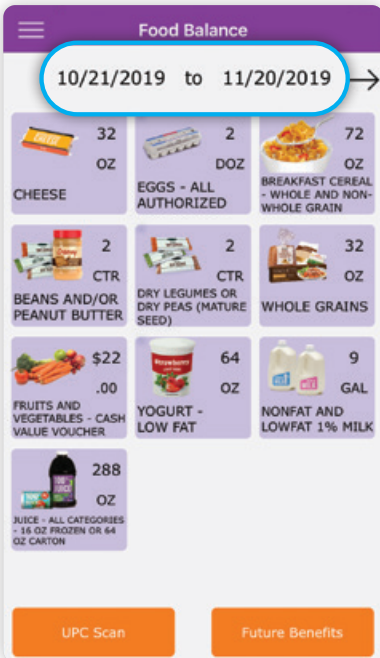 Food Balance
10/21/2019 to 11/20/2019
32
OZ
CHEESE
2
DOZ
EGGS - ALL
AUTHORIZED
72
OZ
BREAKFAST CEREAL
- WHOLE AND NON-
WHOLE GRAIN
2
CTR
BEANS AND/OR
PEANUT BUTTER
2
CTR
DRY LEGUMES OR
DRY PEAS (MATURE
SEED)
32
OZ
WHOLE GRAINS
$22
.00
FRUITS AND
VEGETABLES - CASH
VALUE VOUCHER
Strawberry
64
OZ
YOGURT -
LOW FAT
9
GAL
NONFAT AND
LOWFAT 1% MILK
288
OZ
JUICE - ALL CATEGORIES
- 16 OZ FROZEN OR 64
OZ CARTON
UPC Scan
Future Benefits